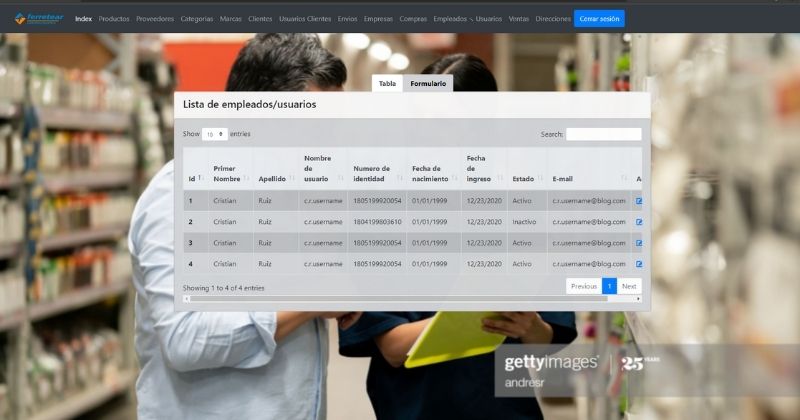 ferretear
Index Productos Proveedores Categorias Marcas Clientes Usuarios Clientes Envios Empresas Compras Empleados - Usuarios Ventas Direcciones Cerrar sesión
Tabla Formulario
Lista de empleados/usuarios
Show 10 entries Search:
Id Primer Nombre Apellido Nombre de usuario Numero de identidad Fecha de nacimiento Fecha de ingreso Estado E-mail A
1 Cristian Ruiz c.r.username 1805199920054 01/01/1999 12/23/2020 Activo c.r.username@blog.com
2 Cristian Ruiz c.r.username 1804199803610 01/01/1999 12/23/2020 Inactivo c.r.username@blog.com
3 Cristian Ruiz c.r.username 1805199920054 01/01/1999 12/23/2020 Activo c.r.username@blog.com
4 Cristian Ruiz c.r.username 1805199920054 01/01/1999 12/23/2020 Activo c.r.username@blog.com
Showing 1 to 4 of 4 entries
Previous 1 Next
gettyimages® 25 YEARS
andresr